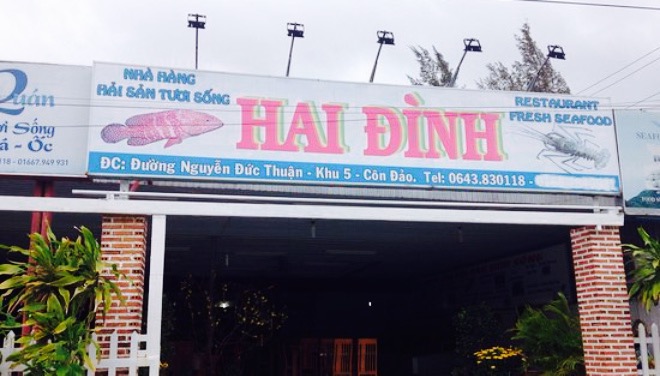 NHÀ HÀNG
HẢI SẢN TƯƠI SỐNG
HAI ĐÌNH
RESTAURANT
FRESH SEAFOOD
ĐC: Đường Nguyễn Đức Thuận - Khu 5 - Côn Đảo. Tel: 0643.830118 -
Quán
Sống
Ốc
118 - 01667.949 931